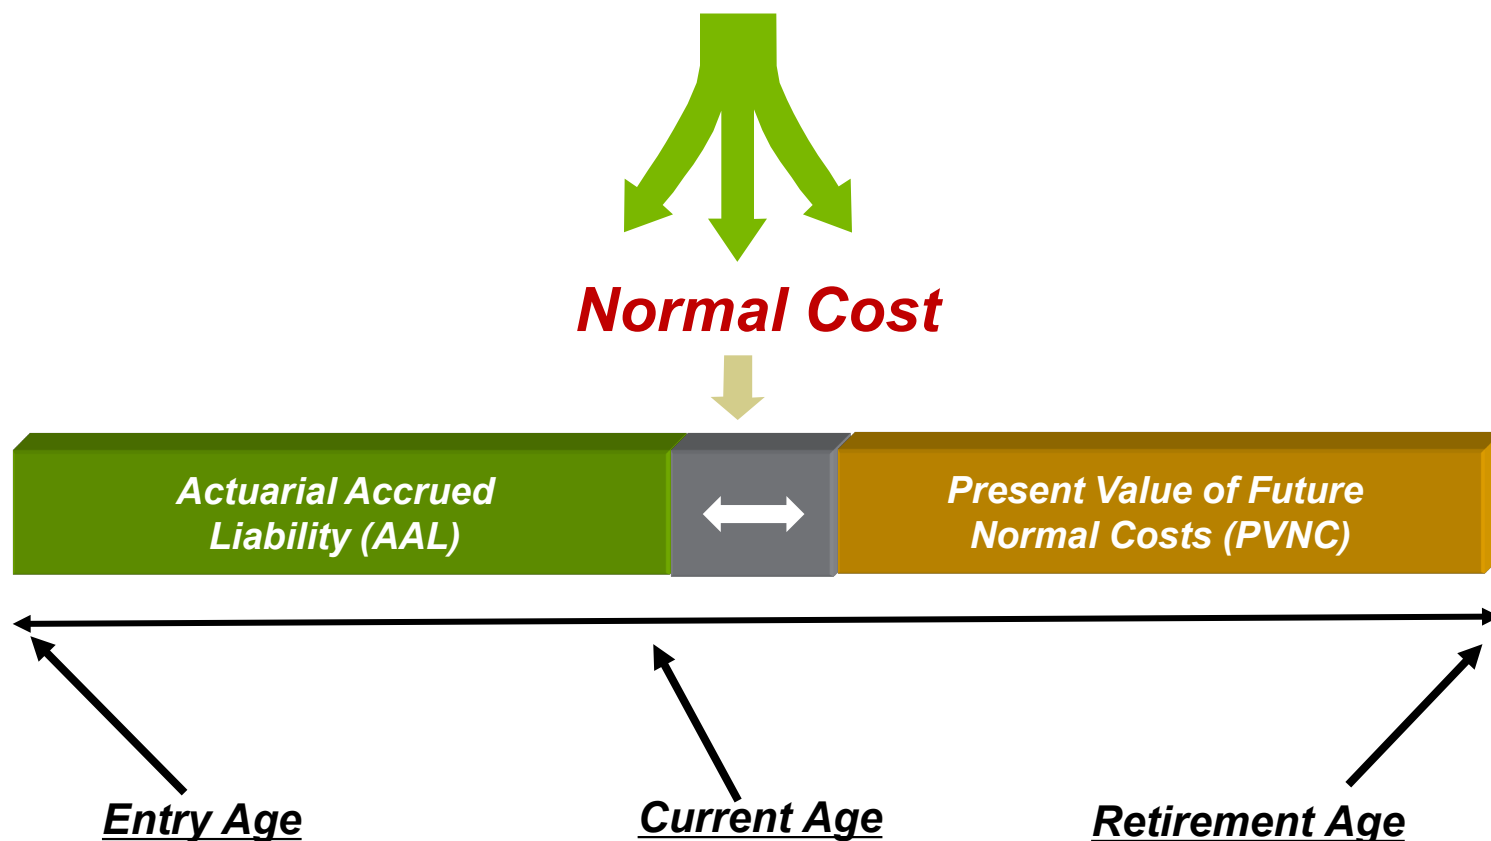 Normal Cost
Actuarial Accrued
Liability (AAL)
Present Value of Future
Normal Costs (PVNC)
Entry Age
Current Age
Retirement Age